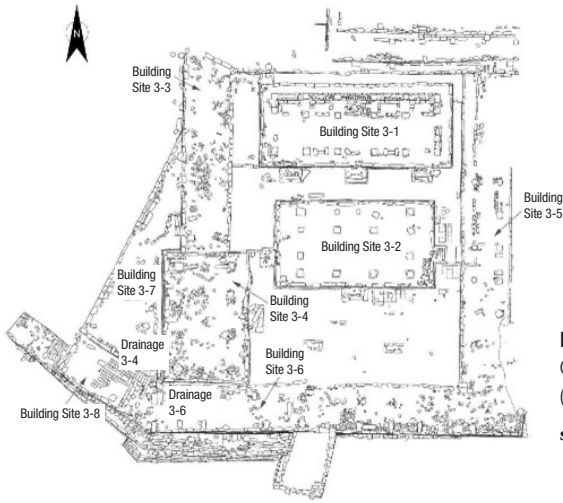 N
Building
Site 3-3
Building Site 3-1
Building
Site 3-5
Building Site 3-2
Building
Site 3-7
Building
Site 3-4
Drainage
3-4
Building
Site 3-6
Drainage
3-6
Building Site 3-8
(